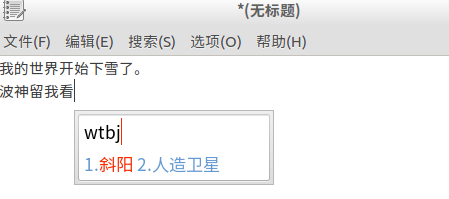 *(无标题)
文件(F) 编辑(E) 搜索(S) 选项(O) 帮助(H)
我的世界开始下雪了。
波神留我看
wtbj
1.斜阳 2.人造卫星